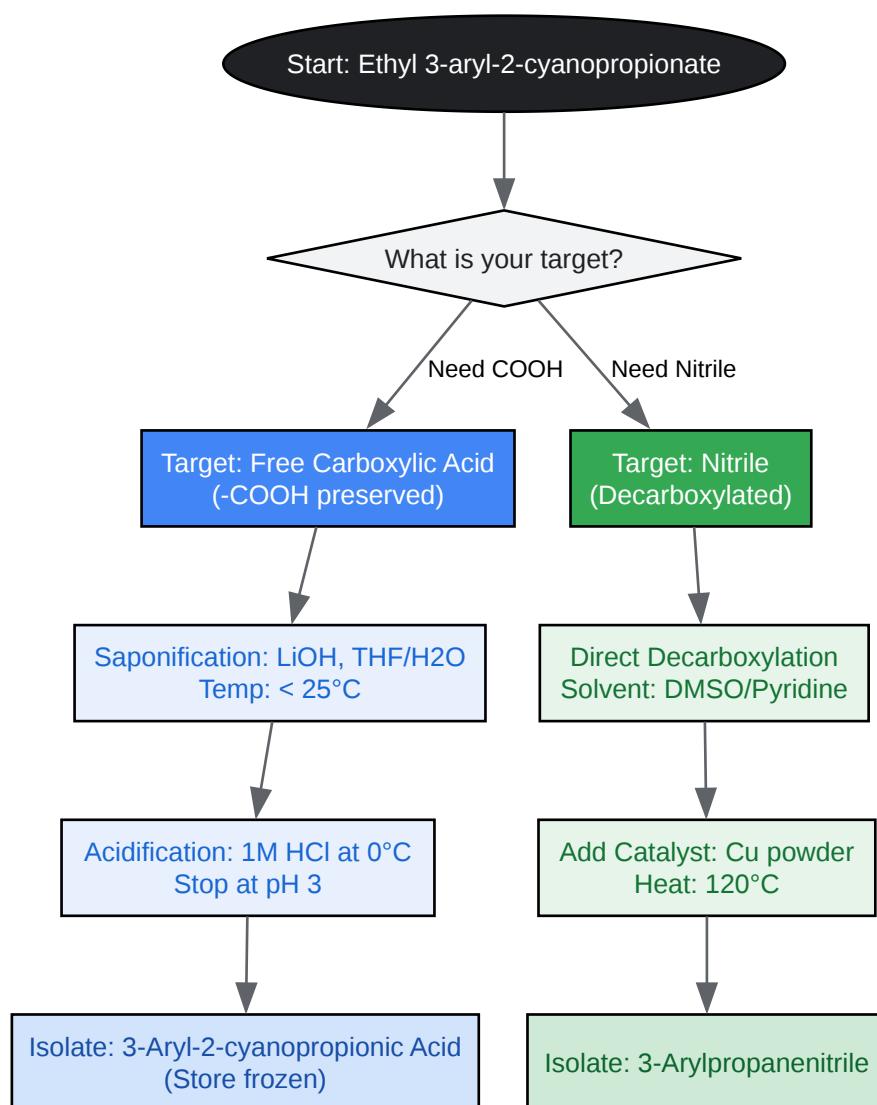 Start: Ethyl 3-aryl-2-cyanopropionate
What is your target?
Need COOH
Need Nitrile
Target: Free Carboxylic Acid
(-COOH preserved)
Target: Nitrile
(Decarboxylated)
Saponification: LiOH, THF/H2O
Temp: < 25°C
Direct Decarboxylation
Solvent: DMSO/Pyridine
Acidification: 1M HCl at 0°C
Stop at pH 3
Add Catalyst: Cu powder
Heat: 120°C
Isolate: 3-Aryl-2-cyanopropionic Acid
(Store frozen)
Isolate: 3-Arylpropanenitrile